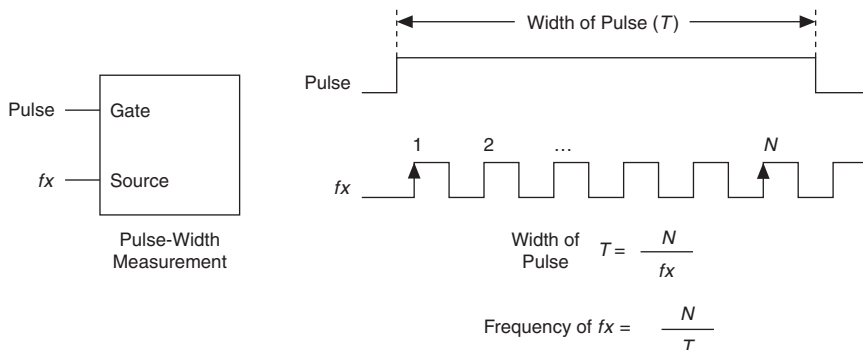 Width of Pulse (T)
Pulse
Gate
Pulse
1 2 ... N
fx
Source
fx
Pulse-Width
Measurement
Width of
Pulse
T = N
fx
Frequency of fx = N
T